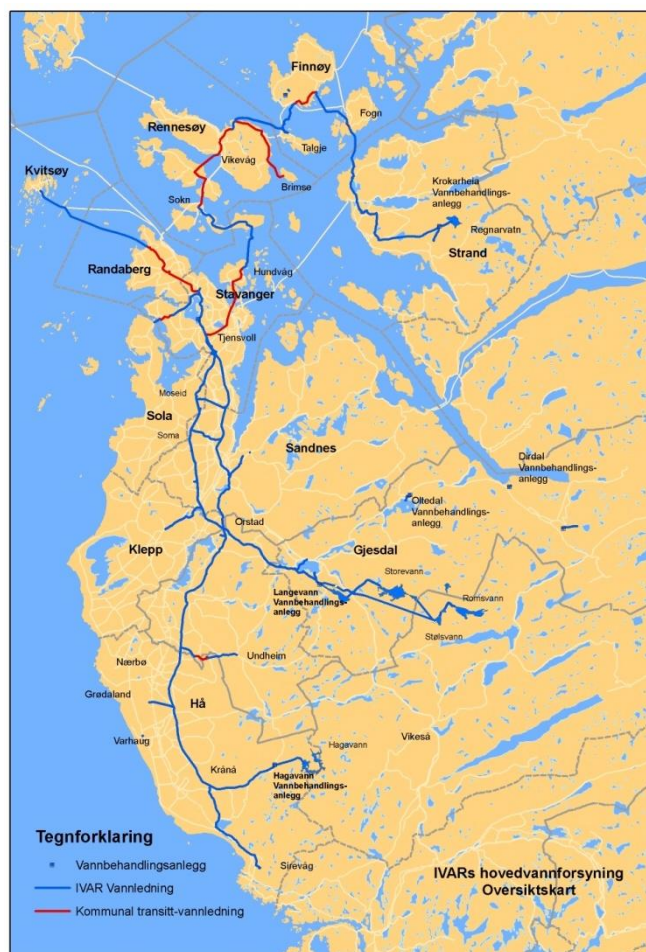 Finnøy
Fogn
Rennesøy
Talgje
Vikevåg
Kvitsøy
Krokarheia
Vannbehandlings-
anlegg
Brimse
Sokn
Regnarvatn
Strand
Hundvåg
Randaberg
Stavanger
Tjensvoll
Moseid
Sola
Soma
Sandnes
Dirdal
Vannbehandlings-
anlegg
Oltedal
Vannbehandlings-
anlegg
Orstad
Klepp
Gjesdal
Storevann
Langevann
Vannbehandlings-
anlegg
Romsvann
Stølsvann
Nærbø
Undheim
Grødaland
Hå
Varhaug
Vikeså
Hagavann
Krånå
Hagavann
Vannbehandlings-
anlegg
Sirevåg
Tegnforklaring
Vannbehandlingsanlegg
IVAR Vannledning
Kommunal transitt-vannledning
IVARs hovedvannforsyning
Oversiktskart